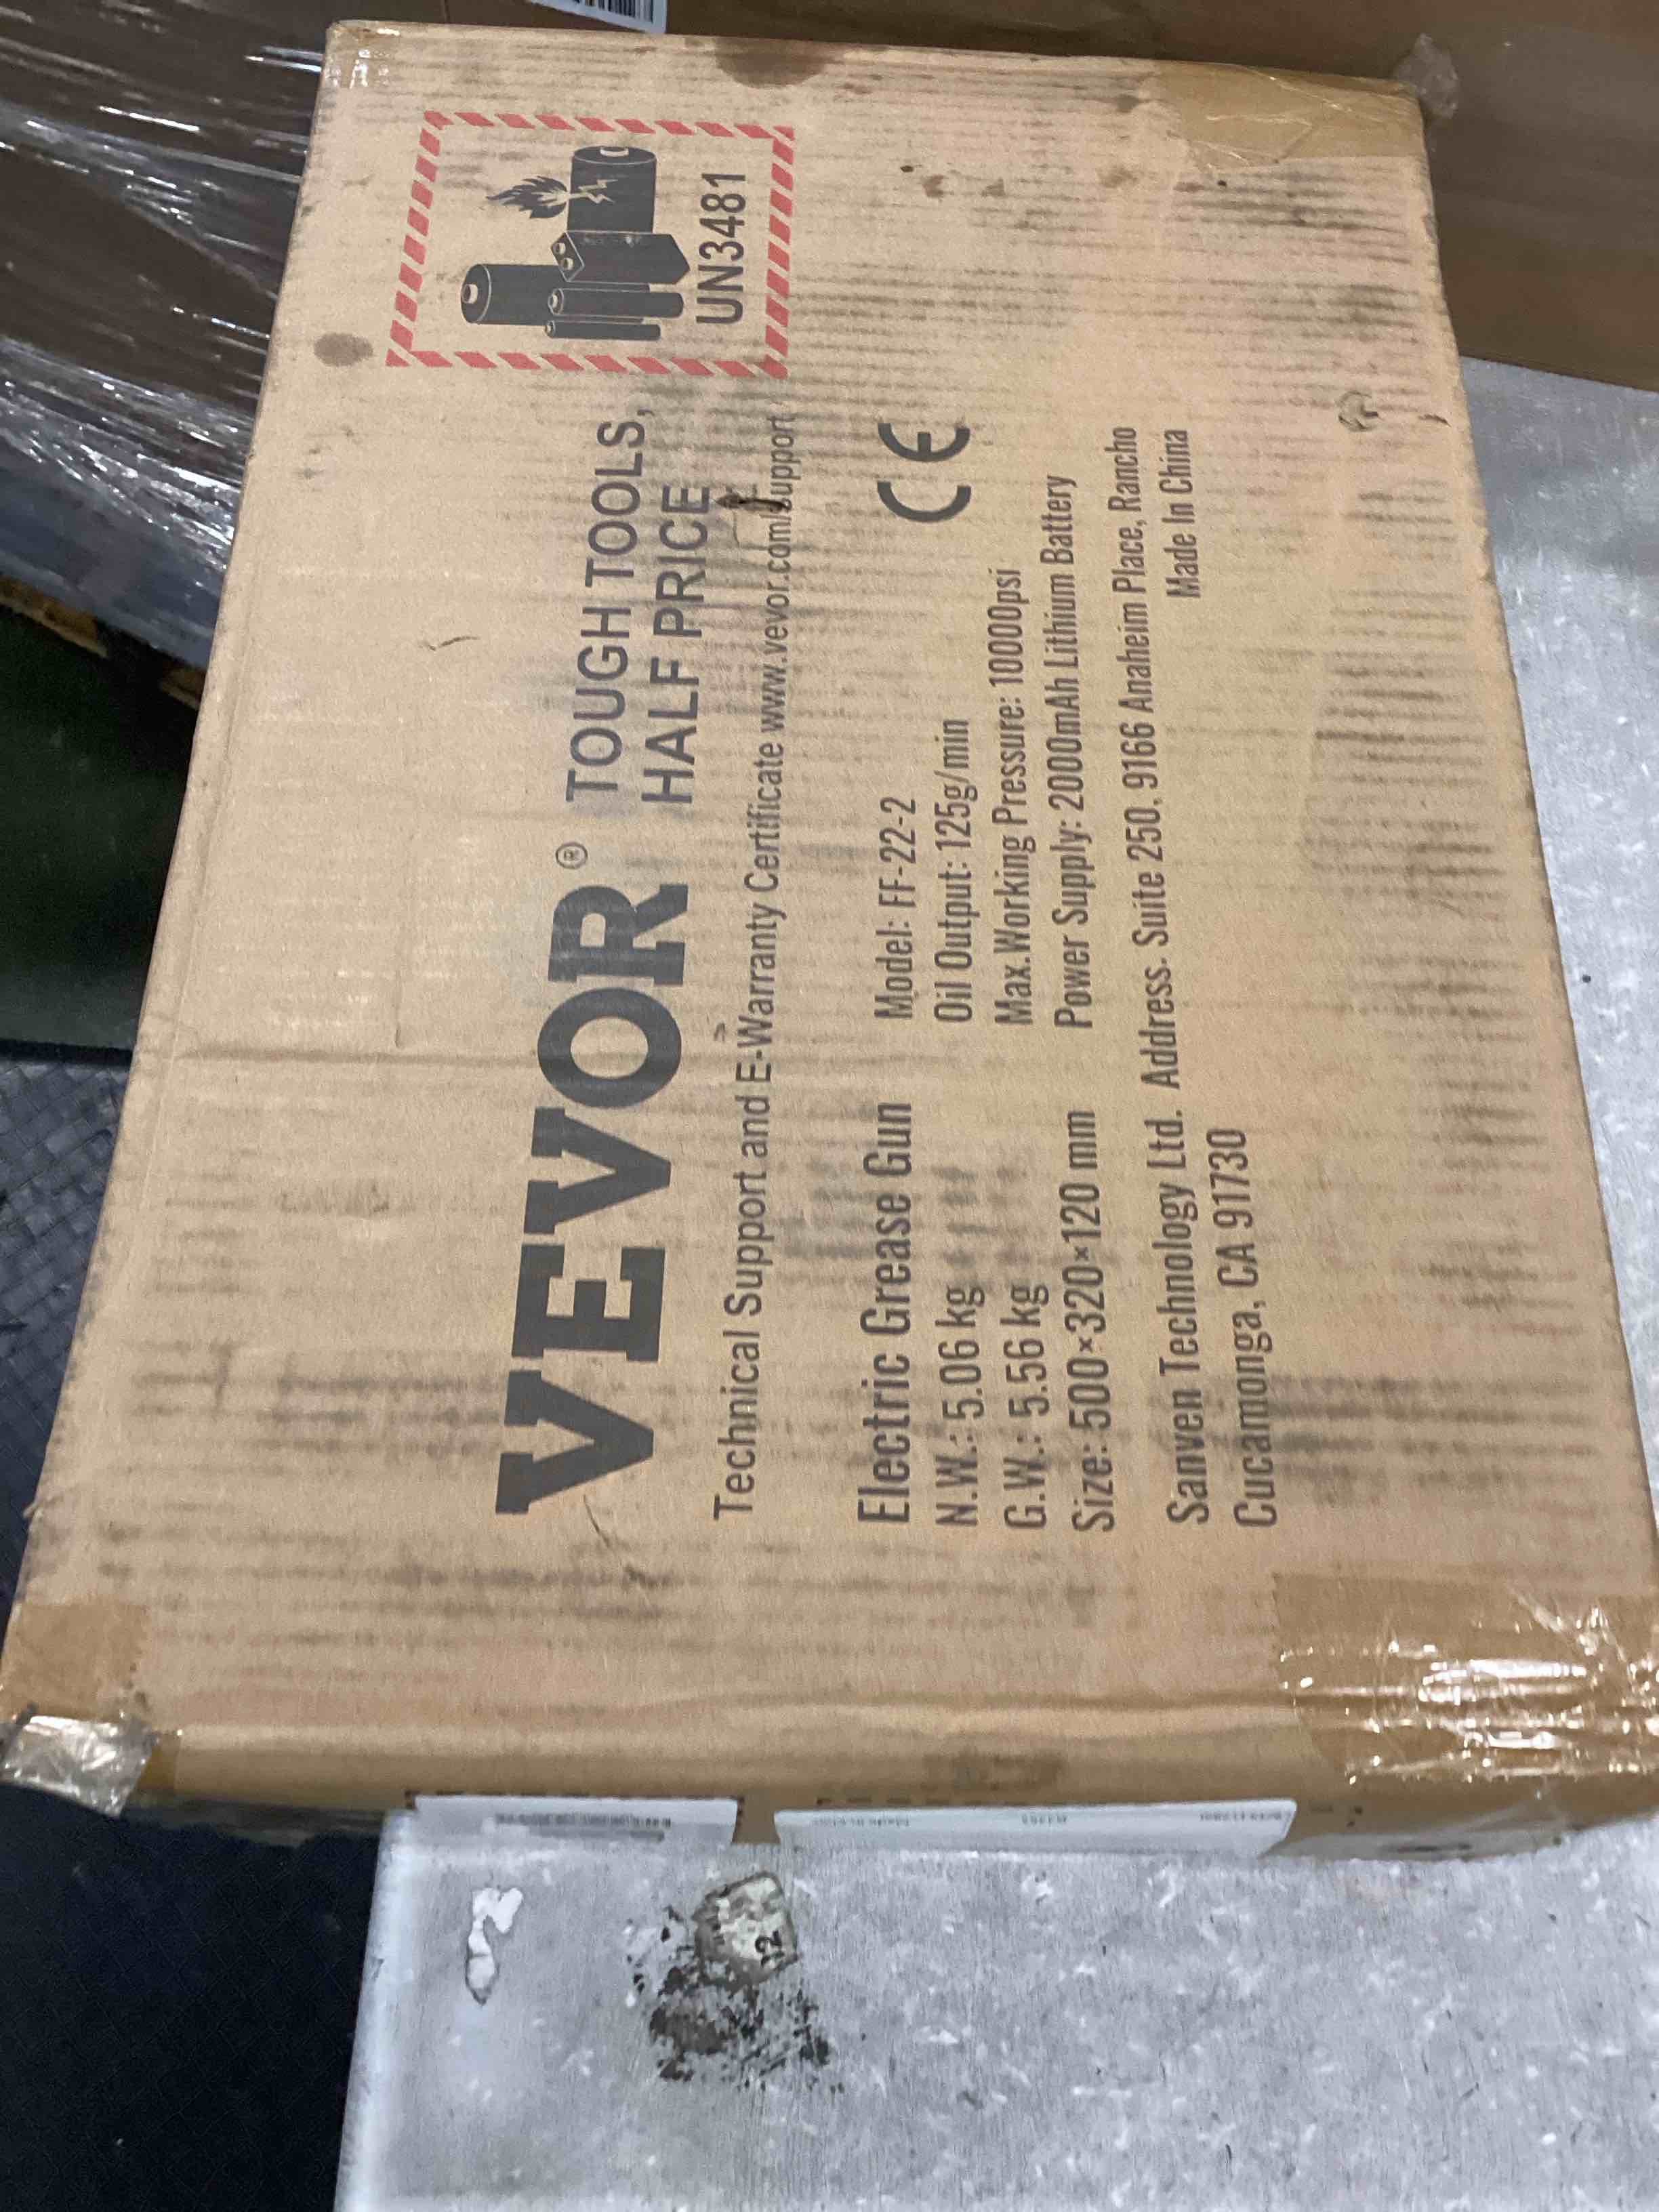 VEVOR® TOUGH TOOLS,
HALF PRICE
Technical Support and E-Warranty Certificate www.vevor.com/support
UN3481
Electric Grease Gun
N.W.: 5.06 kg
G.W.: 5.56 kg
Size: 500×320×120 mm
Model: FF-22-2
Oil Output: 125g/min
Max.Working Pressure: 10000psi
Power Supply: 2000mAh Lithium Battery
CE
Sanven Technology Ltd. Address. Suite 250, 9166 Anaheim Place, Rancho
Cucamonga, CA 91730
Made In China
12